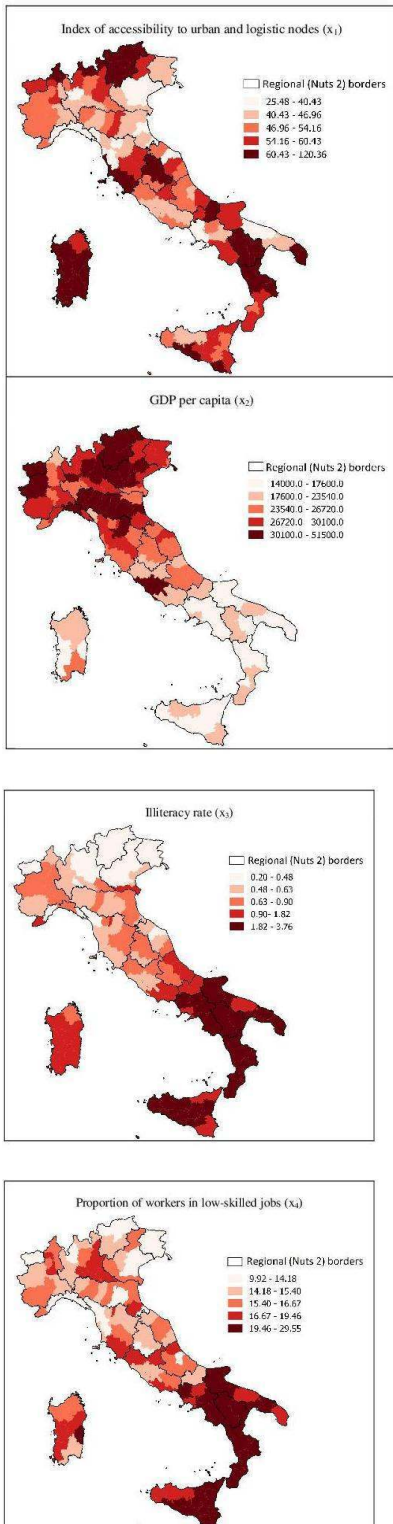 Index of accessibility to urban and logistic nodes (x₁)
Regional (Nuts 2) borders
25.48 - 40.43
40.43 - 46.96
46.96 - 54.16
54.16 - 60.43
60.43 - 120.36
GDP per capita (x₂)
Regional (Nuts 2) borders
14000.0 - 17600.0
17600.0 - 23540.0
23540.0 - 26720.0
26720.0 - 30100.0
30100.0 - 51500.0
Illiteracy rate (x₃)
Regional (Nuts 2) borders
0.20 - 0.48
0.48 - 0.63
0.63 - 0.90
0.90 - 1.82
1.82 - 3.76
Proportion of workers in low-skilled jobs (x₄)
Regional (Nuts 2) borders
9.92 - 14.18
14.18 - 15.40
15.40 - 16.67
16.67 - 19.46
19.46 - 29.55